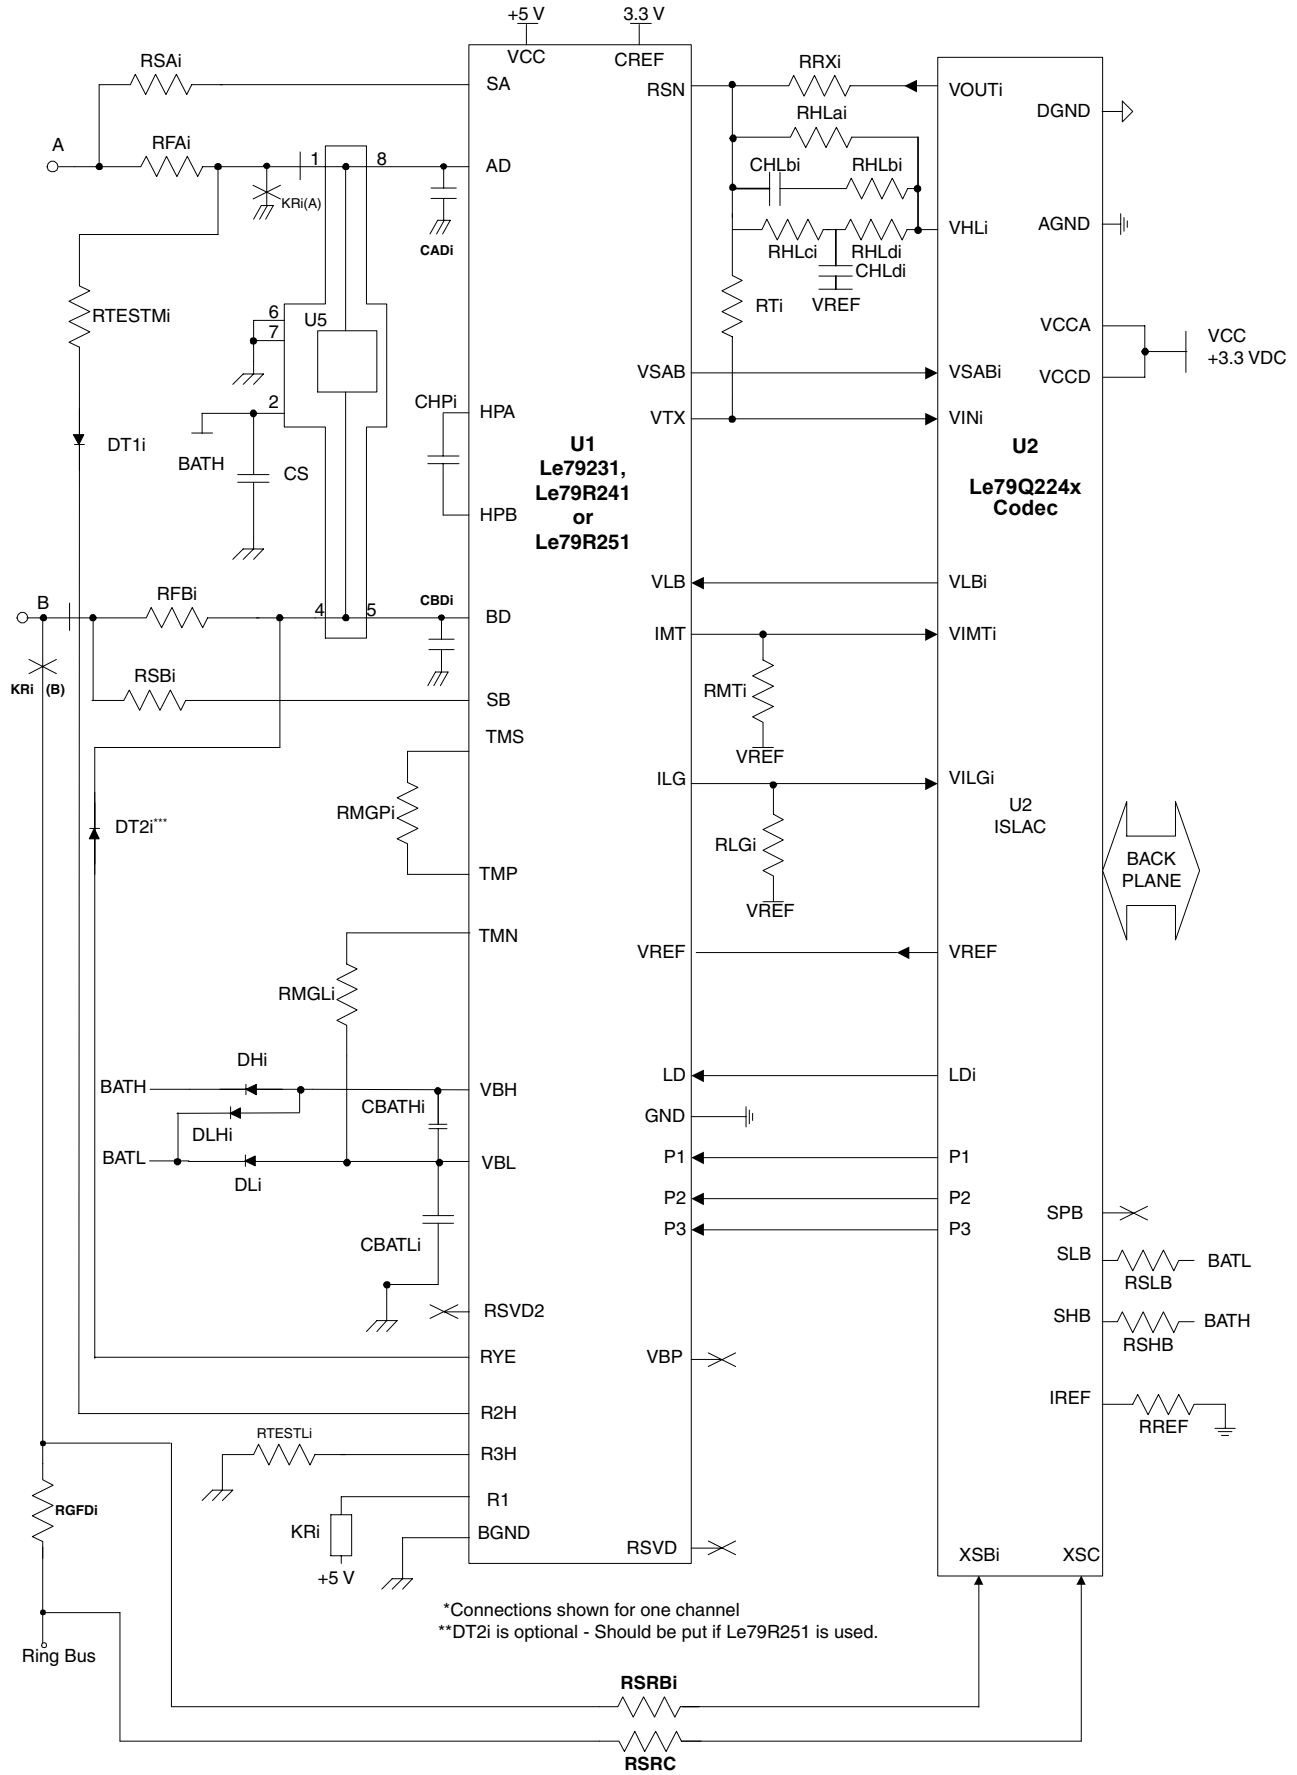 +5 V
3.3 V
VCC
CREF
RSAi
SA
RSN
RRXi
VOUTi
DGND
RHLai
A
RFAi
1
8
AD
CHLbi
RHLbi
KRi(A)
CADi
VHLi
AGND
RHLci
RHLdi
CHLdi
VREF
RTi
RTESTMi
6
7
U5
VCCA
VCC
+3.3 VDC
VCCD
VSAB
VSABi
2
CHPi
HPA
VTX
VINi
DT1i
BATH
CS
U1
Le79231,
Le79R241
or
Le79R251
U2
Le79Q224x
Codec
HPB
VLB
VLBi
B
RFBi
4
5
CBDi
BD
IMT
VIMTi
KRi (B)
RSBi
SB
RMTi
VREF
TMS
ILG
VILGi
RMGPi
U2
ISLAC
DT2i***
RLGi
BACK
PLANE
TMP
VREF
TMN
VREF
VREF
RMGLi
DHi
BATH
VBH
LD
LDi
CBATHi
GND
DLHi
BATL
VBL
P1
P1
DLi
P2
P2
SPB
CBATLi
P3
P3
SLB
RSLB
BATL
RSVD2
SHB
RSHB
BATH
RYE
VBP
R2H
IREF
RREF
RTESTLi
R3H
RGFDi
R1
KRi
BGND
RSVD
+5 V
XSBi
XSC
*Connections shown for one channel
**DT2i is optional - Should be put if Le79R251 is used.
Ring Bus
RSRBi
RSRC